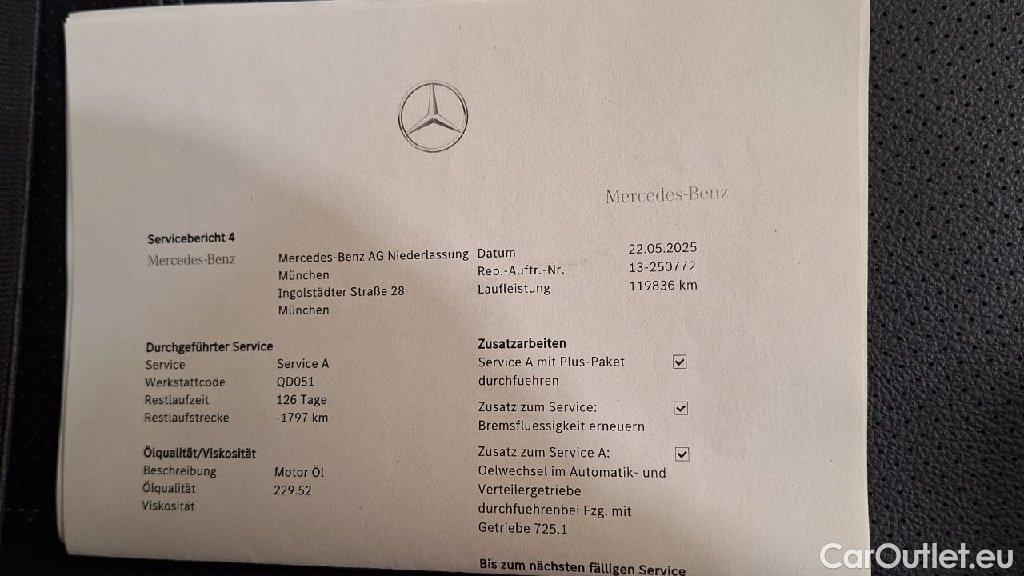 Mercedes-Benz
Servicebericht 4
Mercedes-Benz
Mercedes-Benz AG Niederlassung
München
Ingolstädter Straße 28
München
Datum 22.05.2025
Rep.-Auftr.-Nr.
Laufleistung 119836 km
Durchgeführter Service
Service Service A
Werkstattcode QD051
Restlaufzeit 126 Tage
Restlaufstrecke -1797 km
Ölqualität/Viskosität
Beschreibung Motor Öl
Ölqualität 229.52
Viskosität
Zusatzarbeiten
Service A mit Plus-Paket
durchfuehren
Zusatz zum Service:
Bremsfluessigkeit erneuern
Zusatz zum Service A:
Oelwechsel im Automatik- und
Verteilergetriebe
durchfuehrenbei Fzg. mit
Getriebe 725.1
Bis zum nächsten fälligen Service
CarOutlet.eu